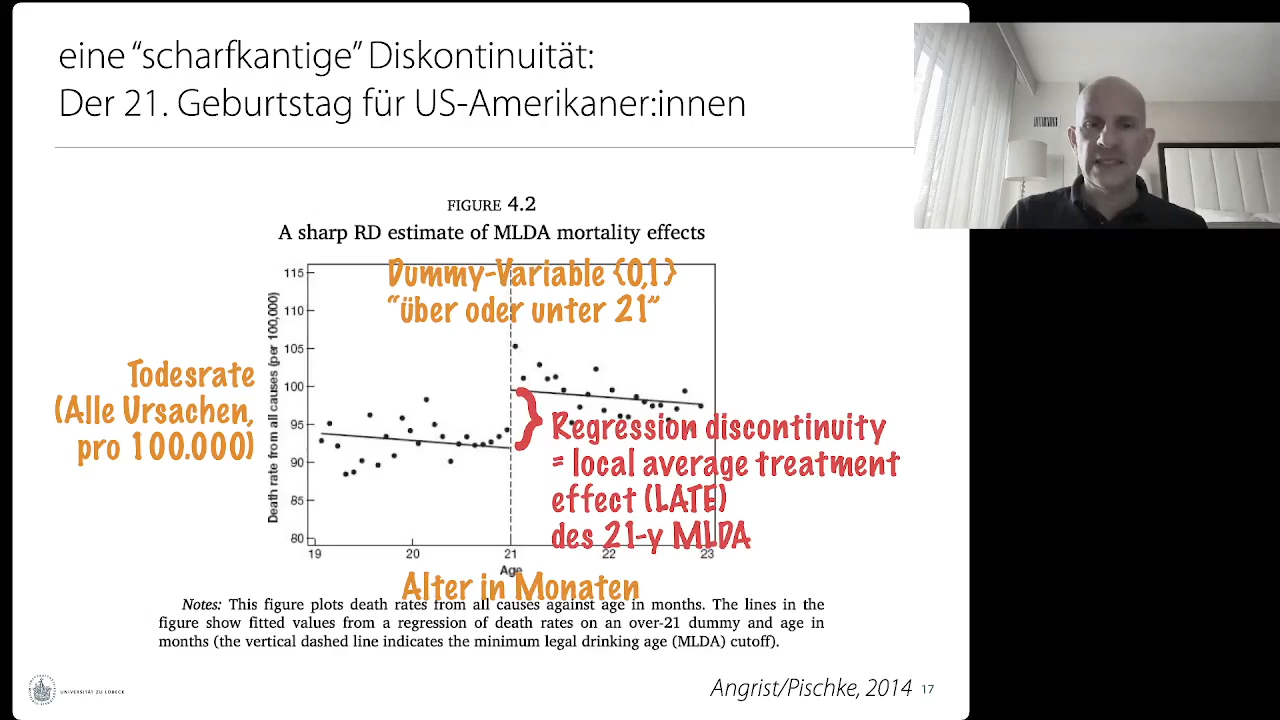 eine “scharfkantige” Diskontinuität:
Der 21. Geburtstag für US-Amerikaner:innen
FIGURE 4.2
A sharp RD estimate of MLDA mortality effects
Dummy-Variable {0,1}
“über oder unter 21”
Todesrate
(Alle Ursachen,
pro 100.000)
Death rate from all causes (per 100,000)
115
110
105
100
95
90
85
80
19
20
21
22
23
Age
Regression discontinuity
= local average treatment
effect (LATE)
des 21-y MLDA
Alter in Monaten
Notes: This figure plots death rates from all causes against age in months. The lines in the
figure show fitted values from a regression of death rates on an over-21 dummy and age in
months (the vertical dashed line indicates the minimum legal drinking age (MLDA) cutoff).
UNIVERSITÄT ZU LÜBECK
Angrist/Pischke, 2014
17